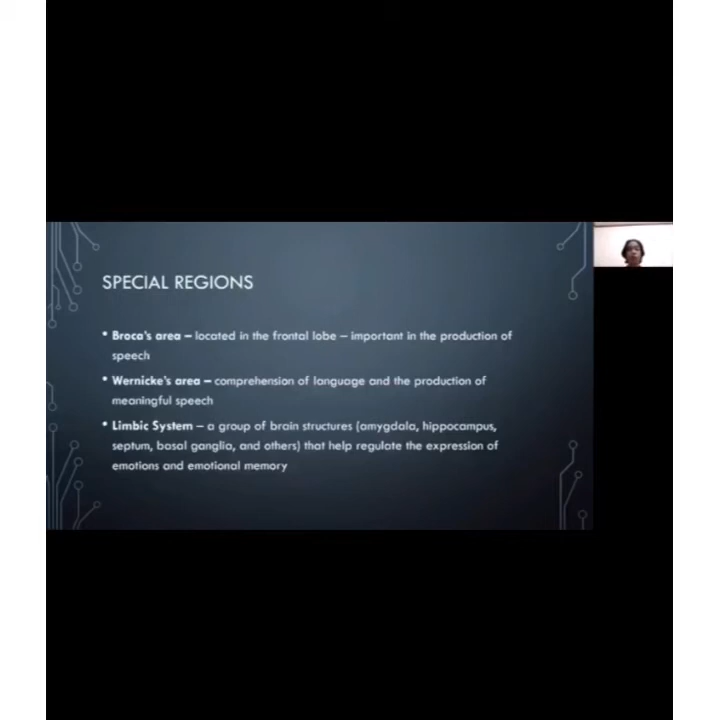 SPECIAL REGIONS
• Broca's area – located in the frontal lobe – important in the production of
speech
• Wernicke's area – comprehension of language and the production of
meaningful speech
• Limbic System – a group of brain structures (amygdala, hippocampus,
septum, basal ganglia, and others) that help regulate the expression of
emotions and emotional memory